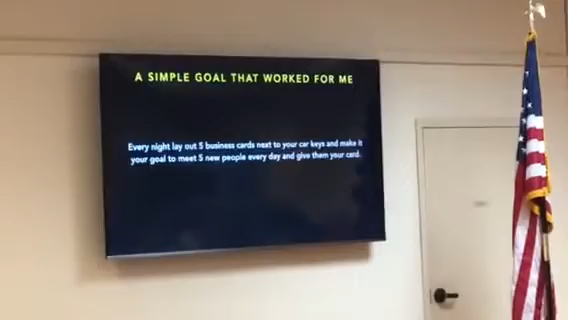 A SIMPLE GOAL THAT WORKED FOR ME
Every night lay out 5 business cards next to your car keys and make it
your goal to meet 5 new people every day and give them your card.